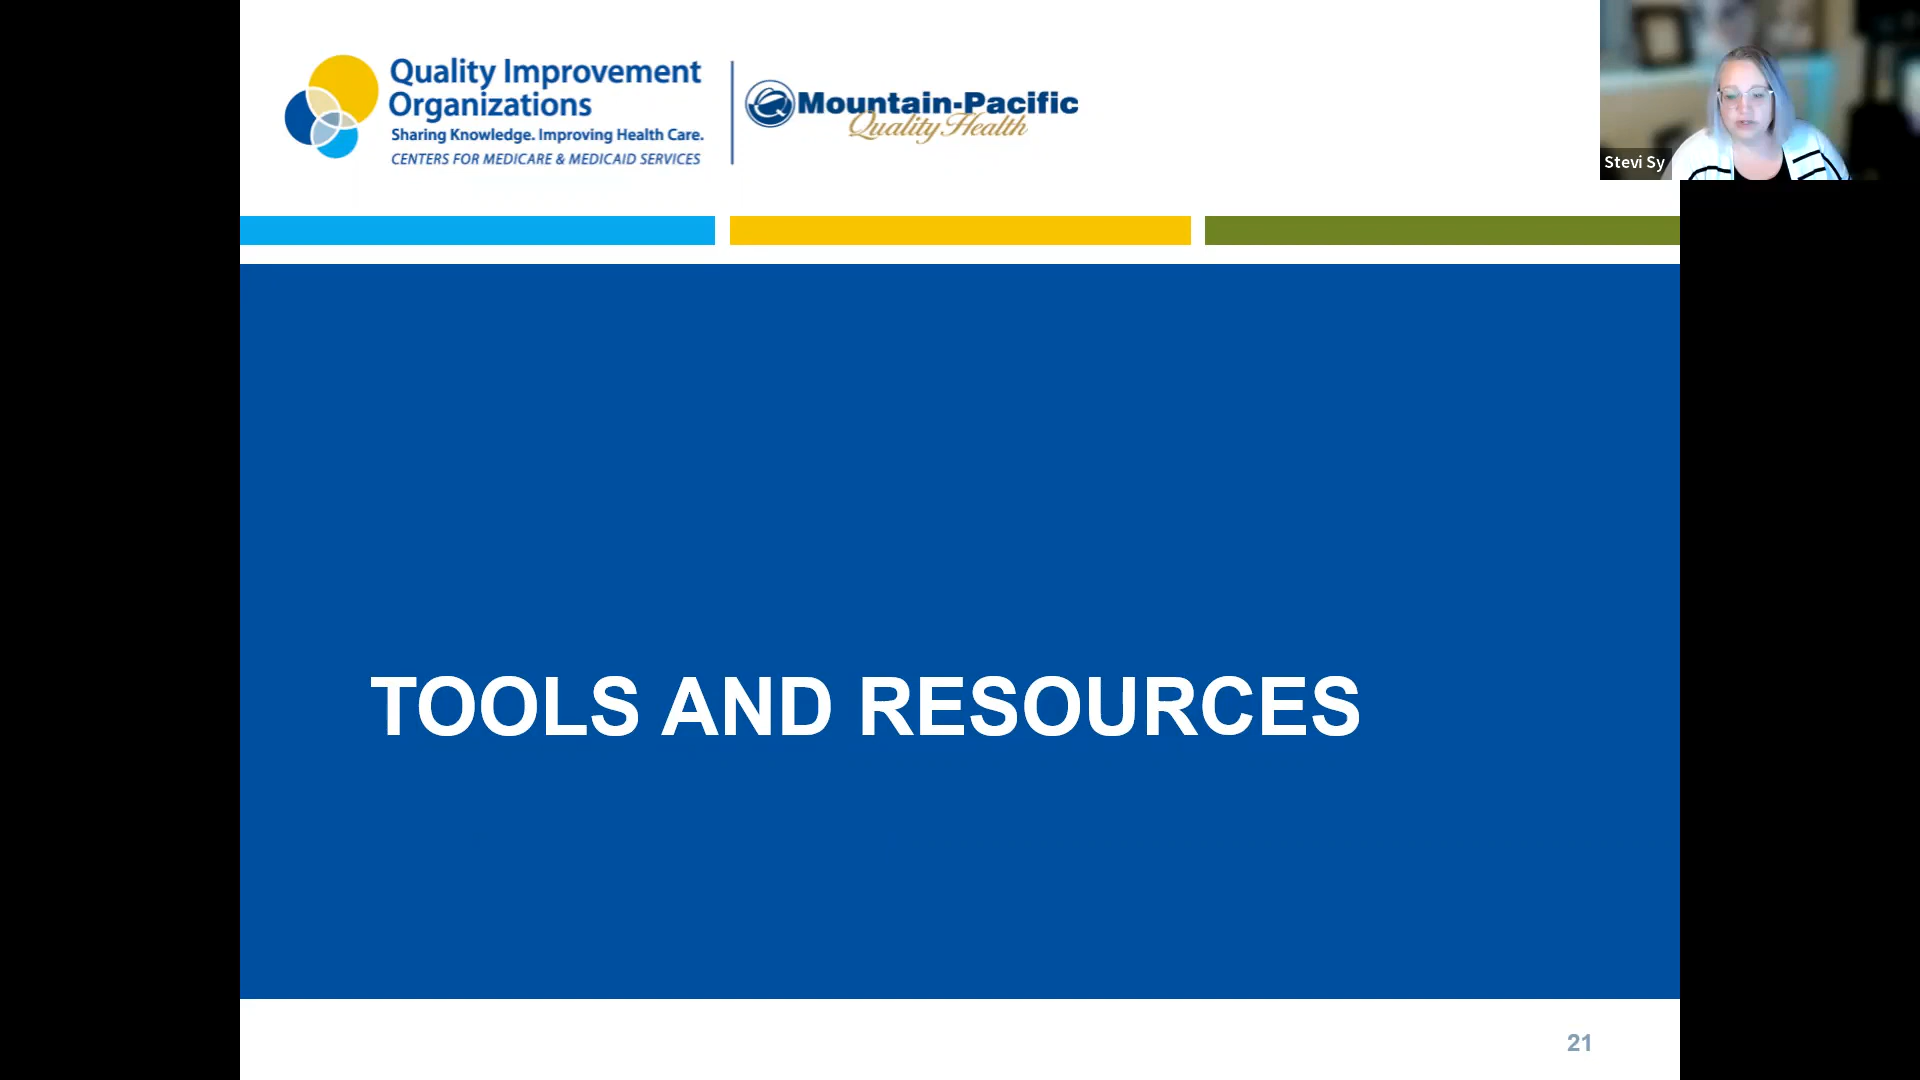 Quality Improvement
Organizations
Sharing Knowledge. Improving Health Care.
CENTERS FOR MEDICARE & MEDICAID SERVICES
Mountain-Pacific
Quality Health
Stevi Sy
TOOLS AND RESOURCES
21